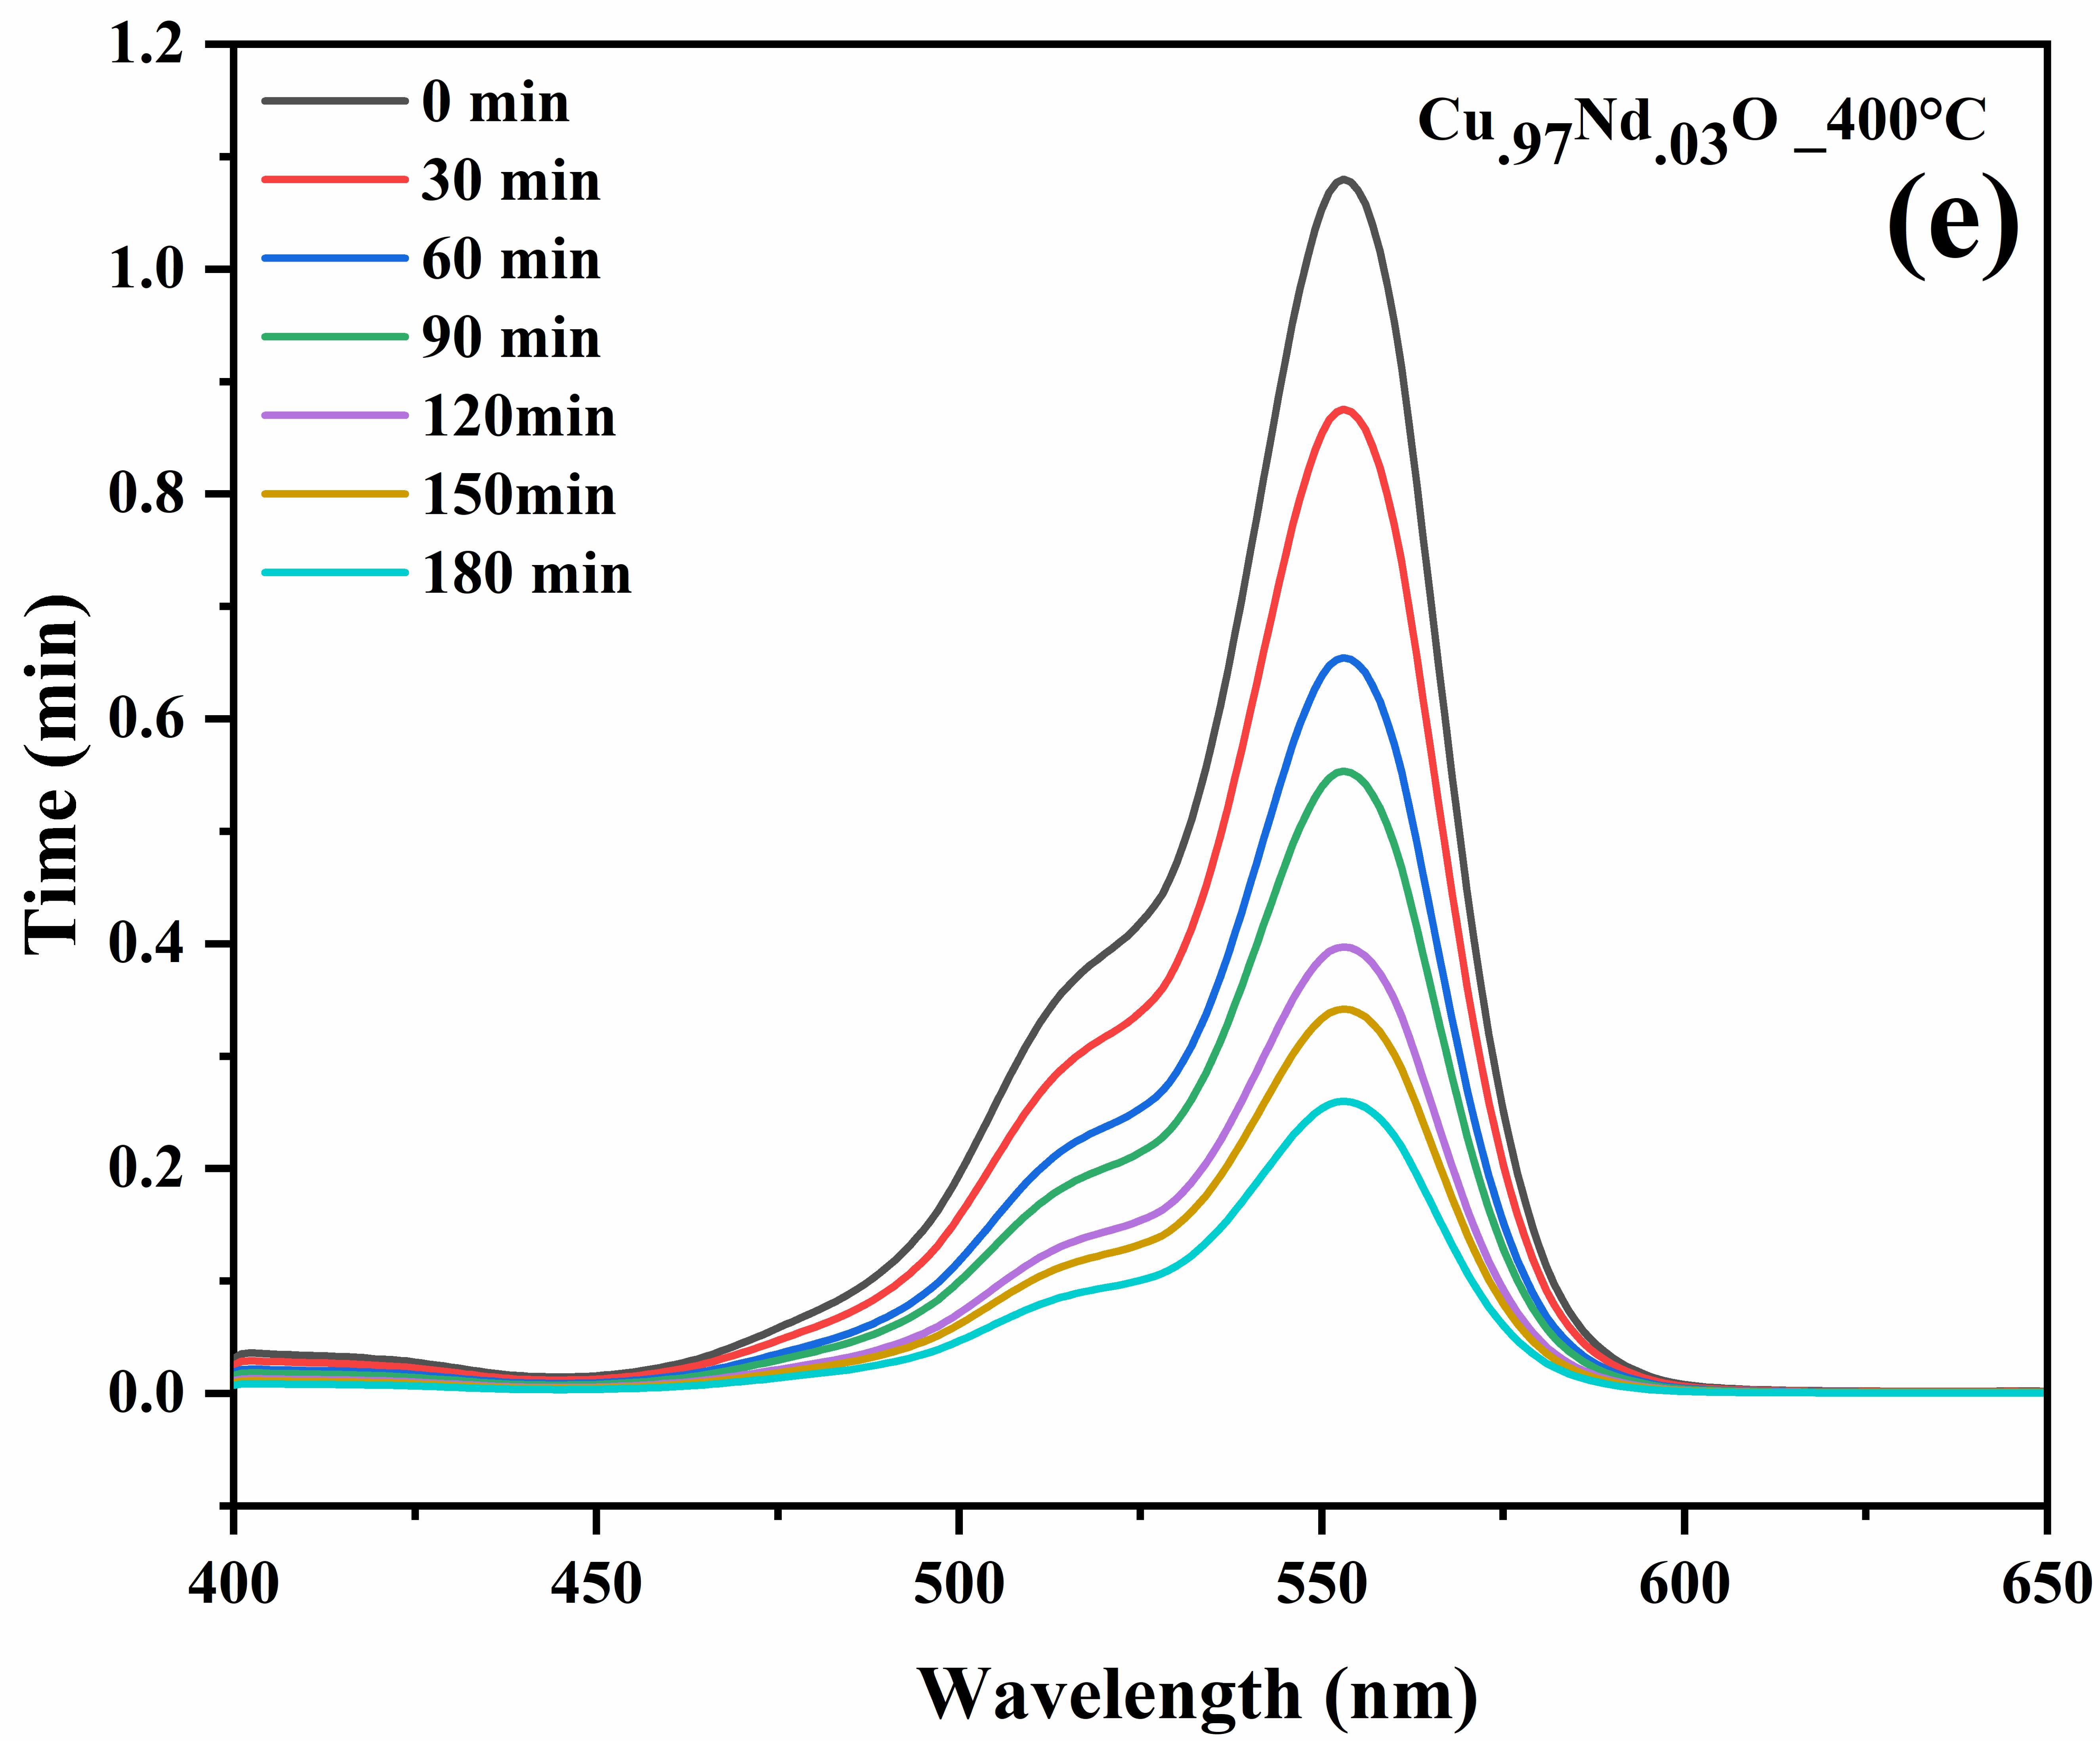 1.2
1.0
0.8
0.6
0.4
0.2
0.0
Time (min)
0 min
30 min
60 min
90 min
120min
150min
180 min
Cu.97Nd.03O_400°C
(e)
400 450 500 550 600 650
Wavelength (nm)